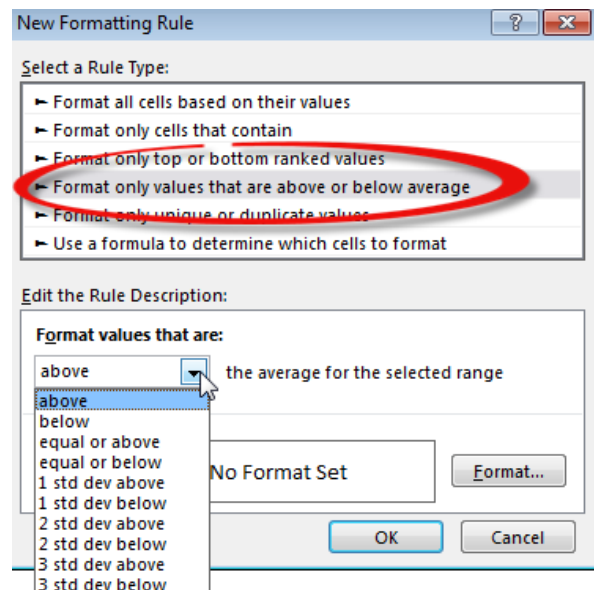 New Formatting Rule
Select a Rule Type:
► Format all cells based on their values
► Format only cells that contain
► Format only top or bottom ranked values
► Format only values that are above or below average
► Format only unique or duplicate values
► Use a formula to determine which cells to format
Edit the Rule Description:
Format values that are:
above the average for the selected range
above
below
equal or above
equal or below
No Format Set Format...
1 std dev above
1 std dev below
2 std dev above
2 std dev below
OK Cancel
3 std dev above
3 std dev below